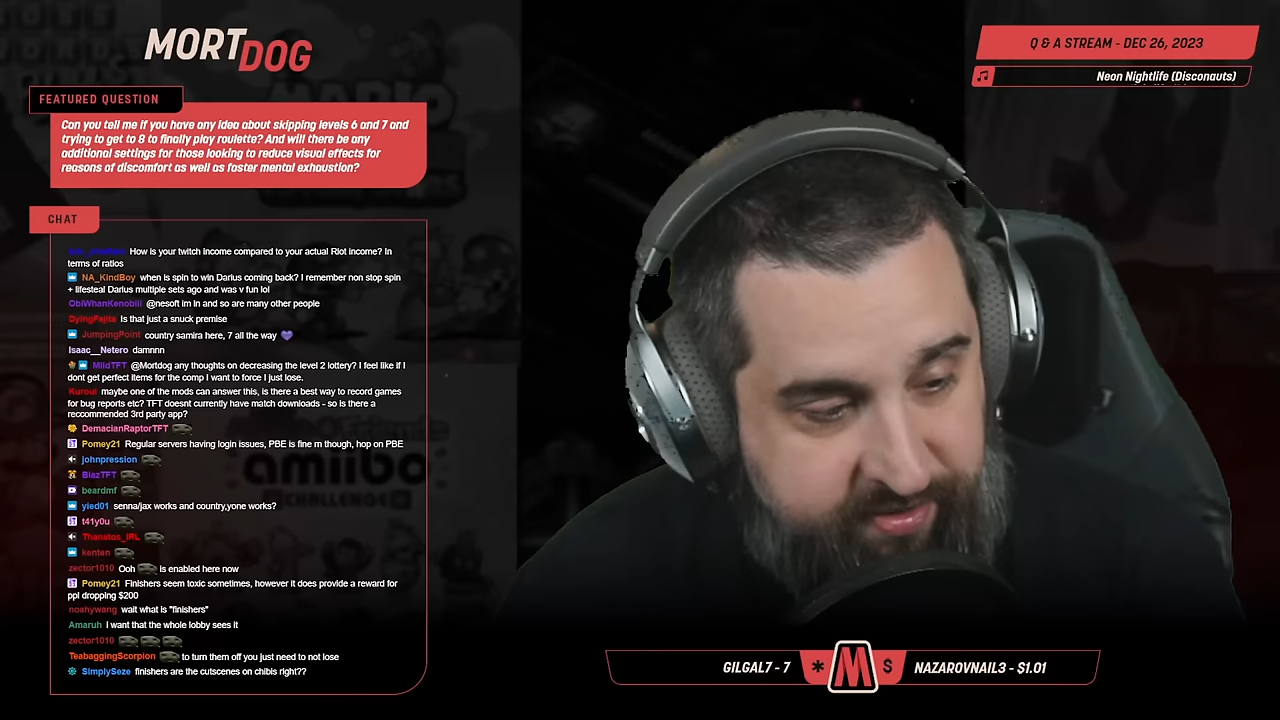 MORTDOG
FEATURED QUESTION
Can you tell me if you have any idea about skipping levels 6 and 7 and
trying to get to 8 to finally play roulette? And will there be any
additional settings for those looking to reduce visual effects for
reasons of discomfort as well as faster mental exhaustion?
CHAT
How is your twitch income compared to your actual Riot income? In
terms of ratios
NA_KindBoy when is spin to win Darius coming back? I remember non stop spin
+ lifesteal Darius multiple sets ago and was v fun lol
ObiWhanKenobiii @nesoft im in and so are many other people
DyingFajita Is that just a snuck premise
JumpingPoint country samira here, 7 all the way
Isaac__Netero damnnn
MildTFT @Mortdog any thoughts on decreasing the level 2 lottery? I feel like if I
dont get perfect items for the comp I want to force I just lose.
Kuroui maybe one of the mods can answer this, is there a best way to record games
for bug reports etc? TFT doesnt currently have match downloads - so is there a
reccommended 3rd party app?
DemacianRaptorTFT
Pomey21 Regular servers having login issues, PBE is fine rn though, hop on PBE
johnpression
BlazTFT
beardmf
yled01 senna/jax works and country,yone works?
t41y0u
Thanatos_IRL
kenten
zector1010 Ooh is enabled here now
Pomey21 Finishers seem toxic sometimes, however it does provide a reward for
ppl dropping $200
noahywang wait what is "finishers"
Amaruh I want that the whole lobby sees it
zector1010
TeabaggingScorpion to turn them off you just need to not lose
SimplySeze finishers are the cutscenes on chibis right??
Q & A STREAM - DEC 26, 2023
Neon Nightlife (Disconauts)
GILGAL7 - 7 * M $ NAZAROVNAIL3 - $1.01
amiibo
CHALLENGE